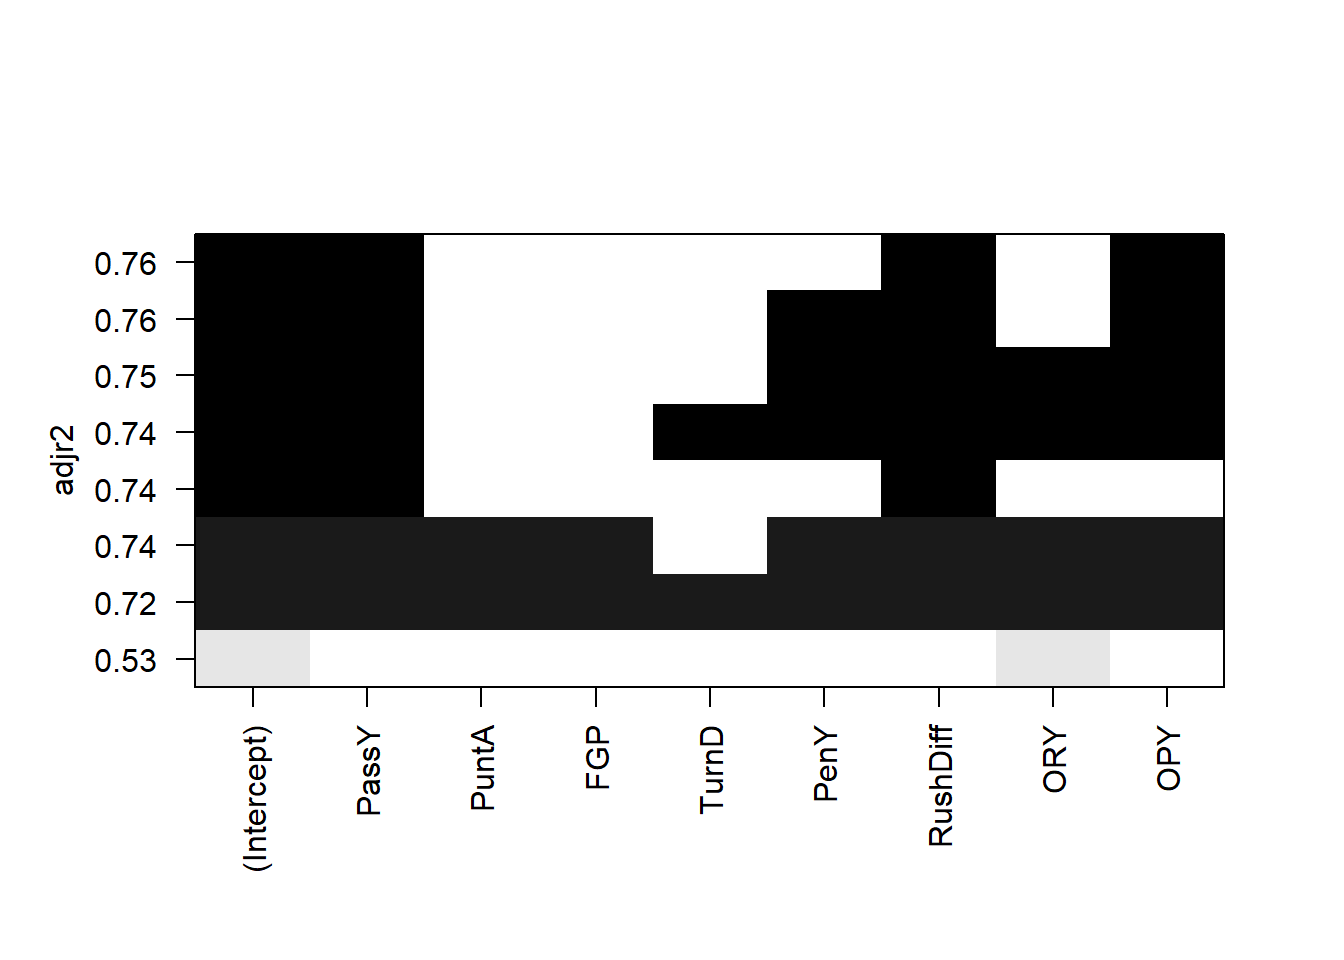 adjr2
0.76
0.76
0.75
0.74
0.74
0.74
0.72
0.53
(Intercept)
PassY
PuntA
FGP
TurnD
PenY
RushDiff
ORY
OPY